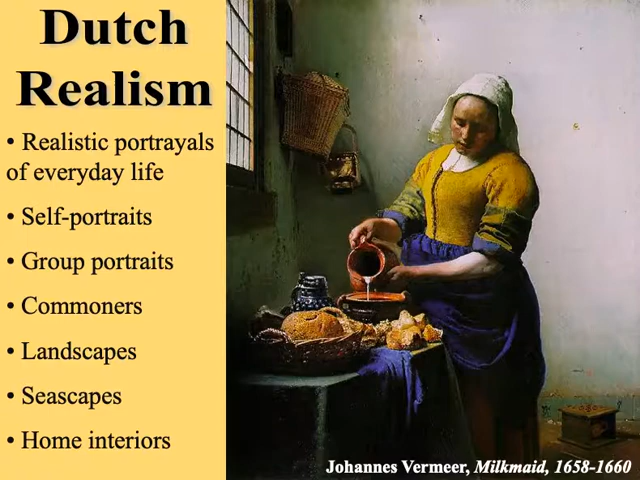 Dutch
Realism
• Realistic portrayals
of everyday life
• Self-portraits
• Group portraits
• Commoners
• Landscapes
• Seascapes
• Home interiors
Johannes Vermeer, Milkmaid, 1658-1660